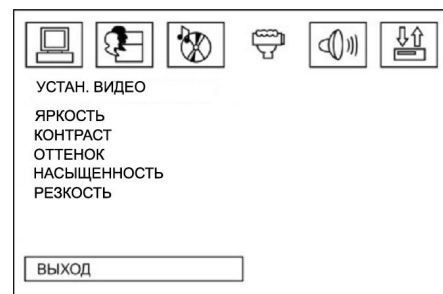 УСТАН. ВИДЕО
ЯРКОСТЬ
КОНТРАСТ
ОТТЕНОК
НАСЫЩЕННОСТЬ
РЕЗКОСТЬ
ВЫХОД